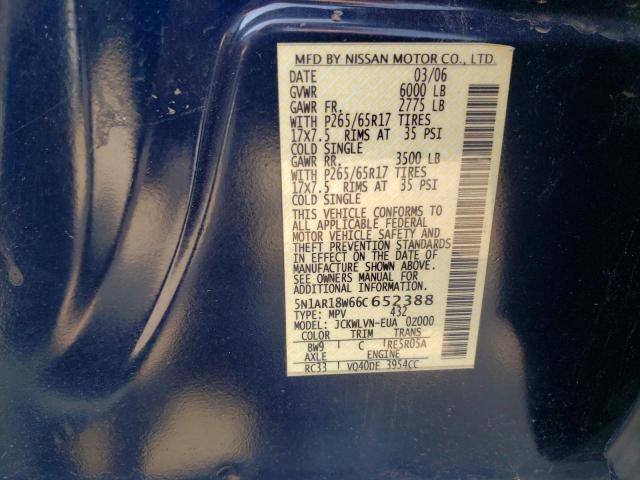 MFD BY NISSAN MOTOR CO., LTD.
DATE 03/06
GVWR 6000 LB
GAWR FR. 2775 LB
WITH P265/65R17 TIRES
17X7.5 RIMS AT 35 PSI
COLD SINGLE
GAWR RR. 3500 LB
WITH P265/65R17 TIRES
17X7.5 RIMS AT 35 PSI
COLD SINGLE
THIS VEHICLE CONFORMS TO
ALL APPLICABLE FEDERAL
MOTOR VEHICLE SAFETY AND
THEFT PREVENTION STANDARDS
IN EFFECT ON THE DATE OF
MANUFACTURE SHOWN ABOVE.
SEE OWNERS MANUAL FOR
ADDITIONAL INFORMATION.
5N1AR18W66C652388
TYPE: MPV 432
MODEL: JCKWLVN-EUA 02000
COLOR TRIM TRANS
BW9 C RE5R05A
AXLE ENGINE
RC33 VQ40DE 3954CC